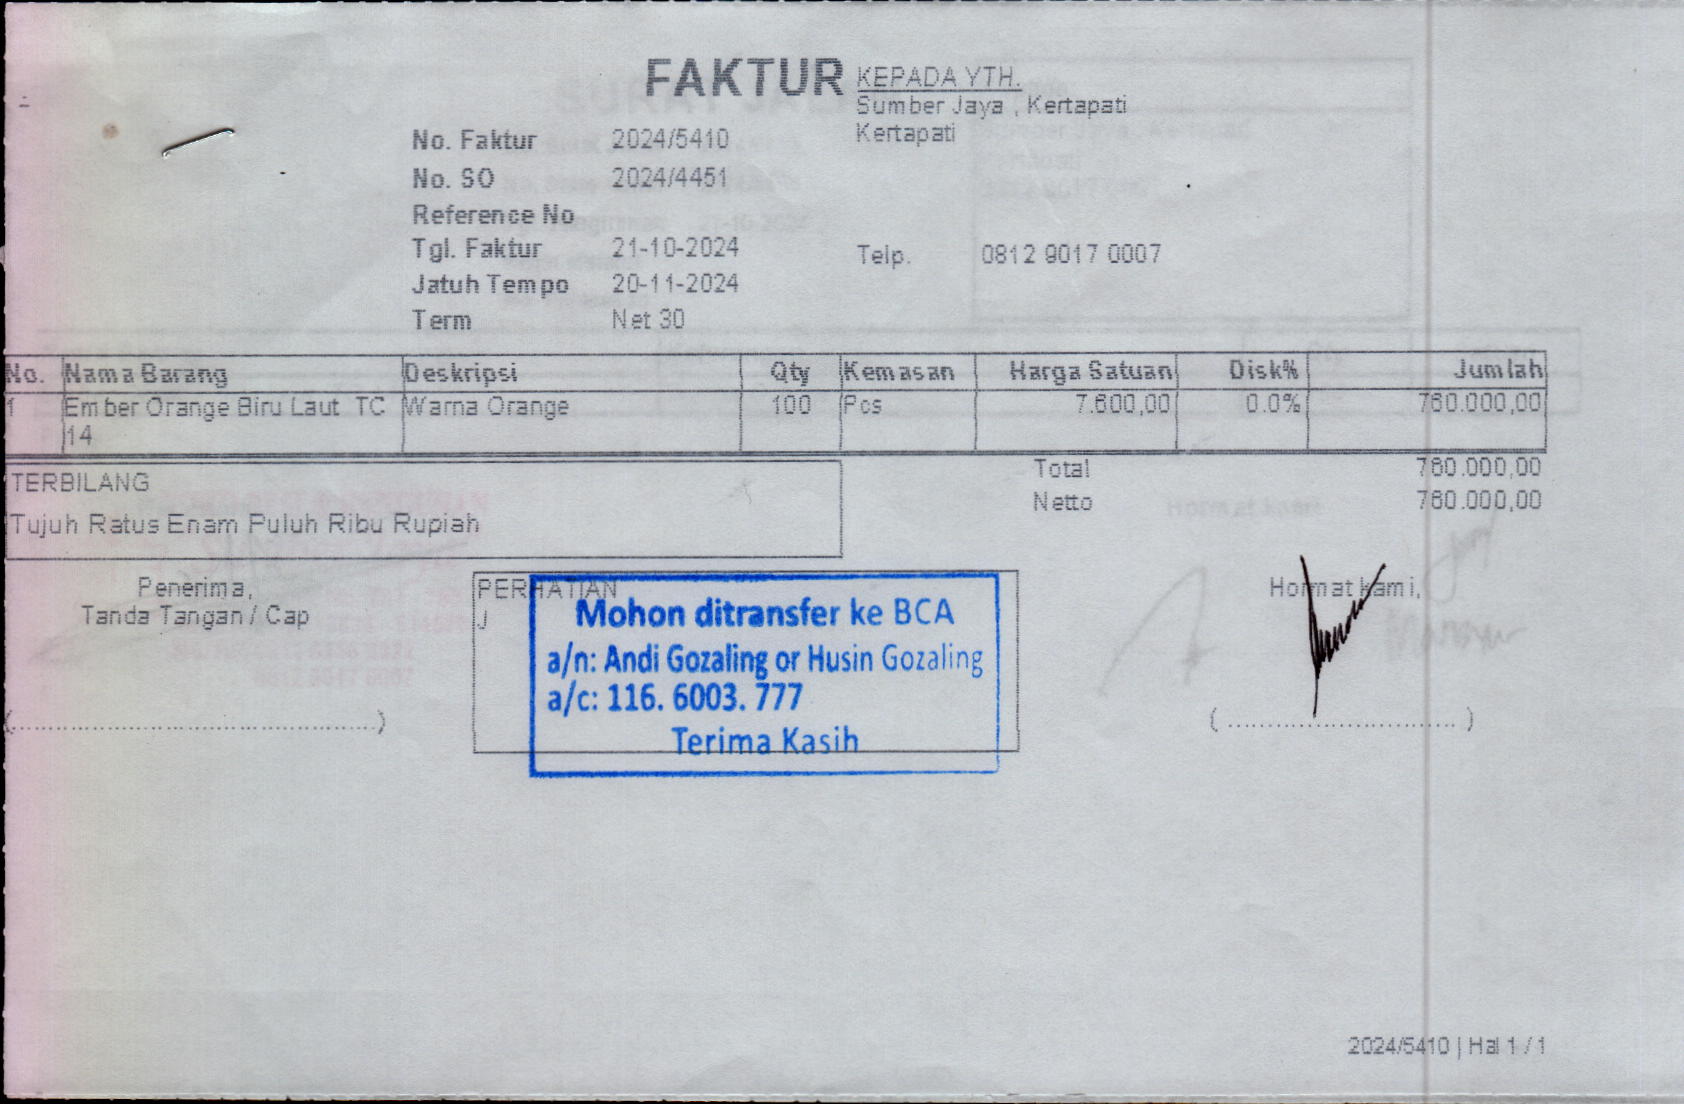 FAKTUR
KEPADA YTH.
Sumber Jaya , Kertapati
Kertapati
No. Faktur 2024/5410
No. SO 2024/4451
Reference No
Tgl. Faktur 21-10-2024
Telp. 0812 9017 0007
Jatuh Tempo 20-11-2024
Term Net 30
No. Nama Barang Deskripsi Qty Kemasan Harga Satuan Disk% Jumlah
1 Ember Orange Biru Laut TC Warna Orange 100 Pcs 7.600,00 0.0% 760.000,00
14
Total 760.000,00
TERBILANG
Netto 760.000,00
Tujuh Ratus Enam Puluh Ribu Rupiah
Penerima,
Tanda Tangan / Cap
(..........................................)
PERHATIAN
J
Mohon ditransfer ke BCA
a/n: Andi Gozaling or Husin Gozaling
a/c: 116. 6003. 777
Terima Kasih
Hormat kami,
(..........................)
2024/5410 | Hal 1 / 1